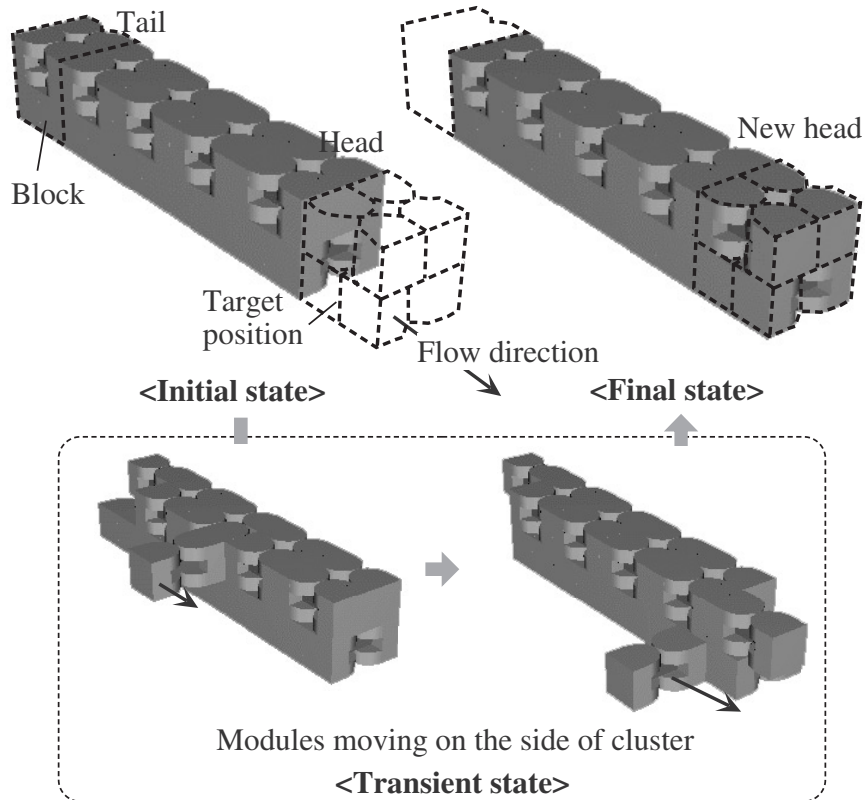 Tail
Head
Block
Target
position
Flow direction
<Initial state>
New head
<Final state>
Modules moving on the side of cluster
<Transient state>